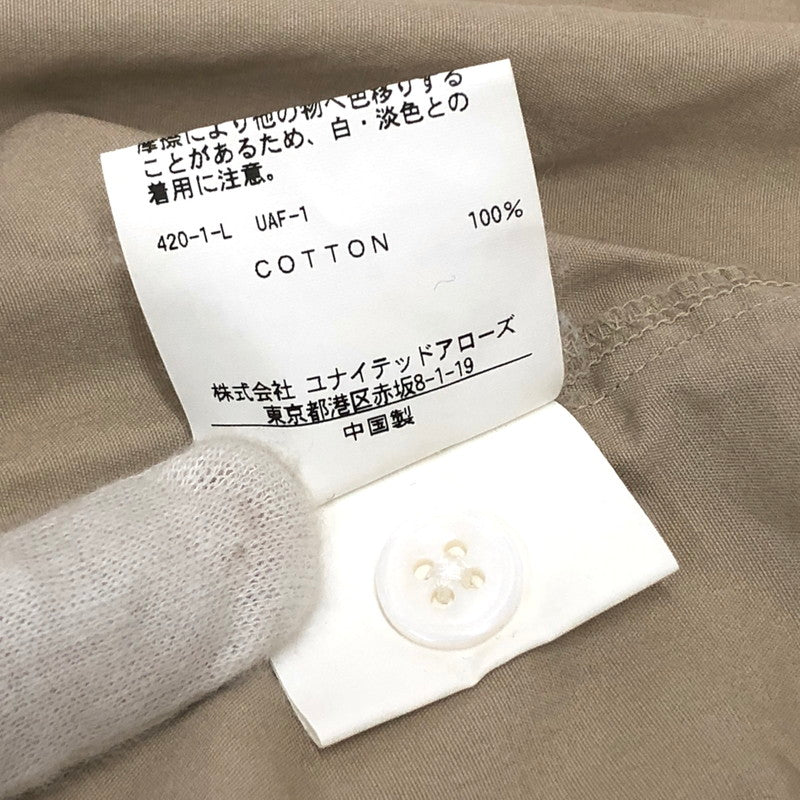 摩擦により他の物へ色移りする
ことがあるため、白・淡色との
着用に注意。
420-1-L UAF-1
COTTON 100%
株式会社 ユナイテッドアローズ
東京都港区赤坂8-1-19
中国製